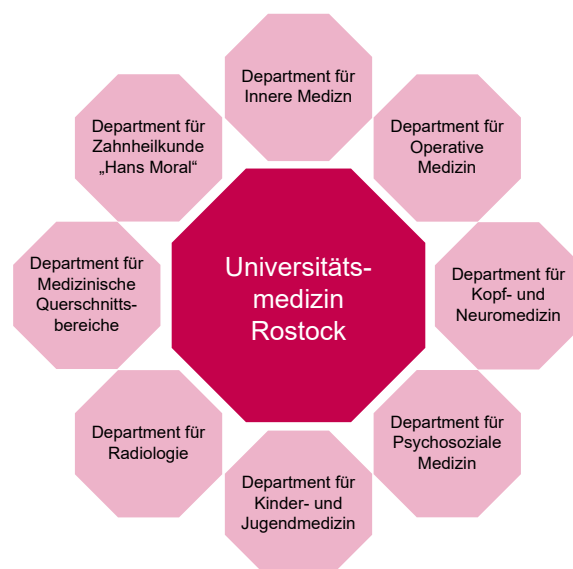 Department für
Innere Medizn
Department für
Operative
Medizin
Department für
Kopf- und
Neuromedizin
Department für
Psychosoziale
Medizin
Department für
Kinder- und
Jugendmedizin
Department für
Radiologie
Department für
Medizinische
Querschnitts-
bereiche
Department für
Zahnheilkunde
„Hans Moral“
Universitäts-
medizin
Rostock